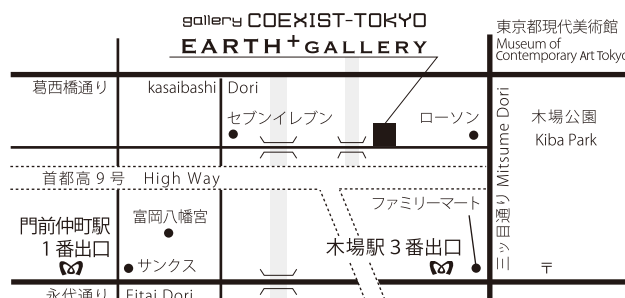 gallery COEXIST-TOKYO
EARTH+GALLERY
東京都現代美術館
Museum of
Contemporary Art Tokyo
葛西橋通り kasaibashi Dori
セブンイレブン
ローソン
木場公園
Kiba Park
三ッ目通り Mitsume Dori
首都高9号 High Way
ファミリーマート
富岡八幡宮
門前仲町駅
1番出口
木場駅3番出口
サンクス
〒
永代通り Eitai Dori